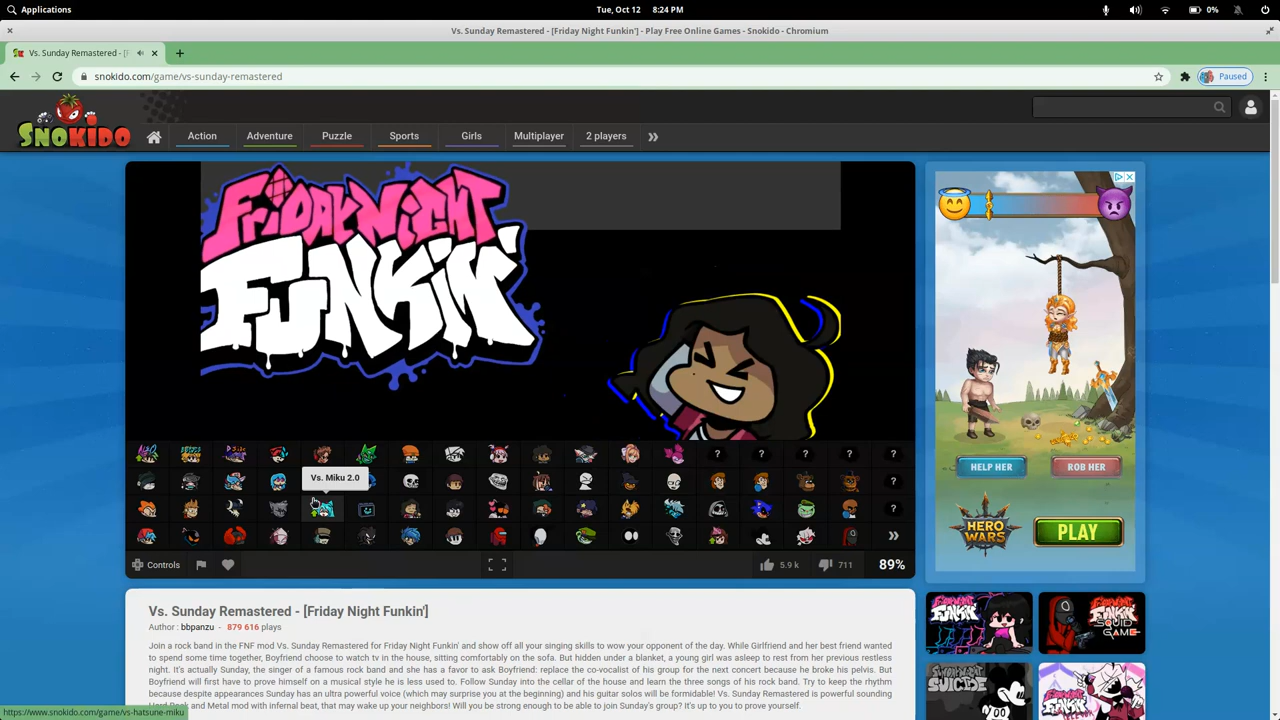 Applications
Tue, Oct 12 8:24 PM
0%
Vs. Sunday Remastered - [Friday Night Funkin'] - Play Free Online Games - Snokido - Chromium
Vs. Sunday Remastered - [F
snokido.com/game/vs-sunday-remastered
Paused
SNOKIDO
Action
Adventure
Puzzle
Sports
Girls
Multiplayer
2 players
FRIDAY NIGHT
FUNKIN
HELP HER
ROB HER
HERO
WARS
PLAY
Vs. Miku 2.0
Controls
5.9 k
711
89%
Vs. Sunday Remastered - [Friday Night Funkin']
Author : bbpanzu - 879 616 plays
Join a rock band in the FNF mod Vs. Sunday Remastered for Friday Night Funkin' and show off all your singing skills to wow your opponent of the day. While Girlfriend and her best friend wanted
to spend some time together, Boyfriend choose to watch tv in the house, sitting comfortably on the sofa. But hidden under a blanket, a young girl was asleep to rest from her previous restless
night. It's actually Sunday, the singer of a famous rock band and she has a favor to ask Boyfriend: replace the co-vocalist of his group for the next concert because he broke his pelvis. But
Boyfriend will first have to prove himself on a musical style he is less used to. Follow Sunday into the cellar of the house and learn the three songs of his rock band. Try to keep the rhythm
because despite appearances Sunday has an ultra powerful voice (which may surprise you at the beginning) and his guitar solos will be formidable! Vs. Sunday Remastered is powerful sounding
Hard Rock and Metal mod with infernal beat, that may wake up your neighbors! Will you be strong enough to be able to join Sunday's group? It's up to you to prove yourself.
https://www.snokido.com/game/vs-hatsune-miku
FUNKIN
FUNKIN
SQUID
GAME
SUICIDE
FUNKIN